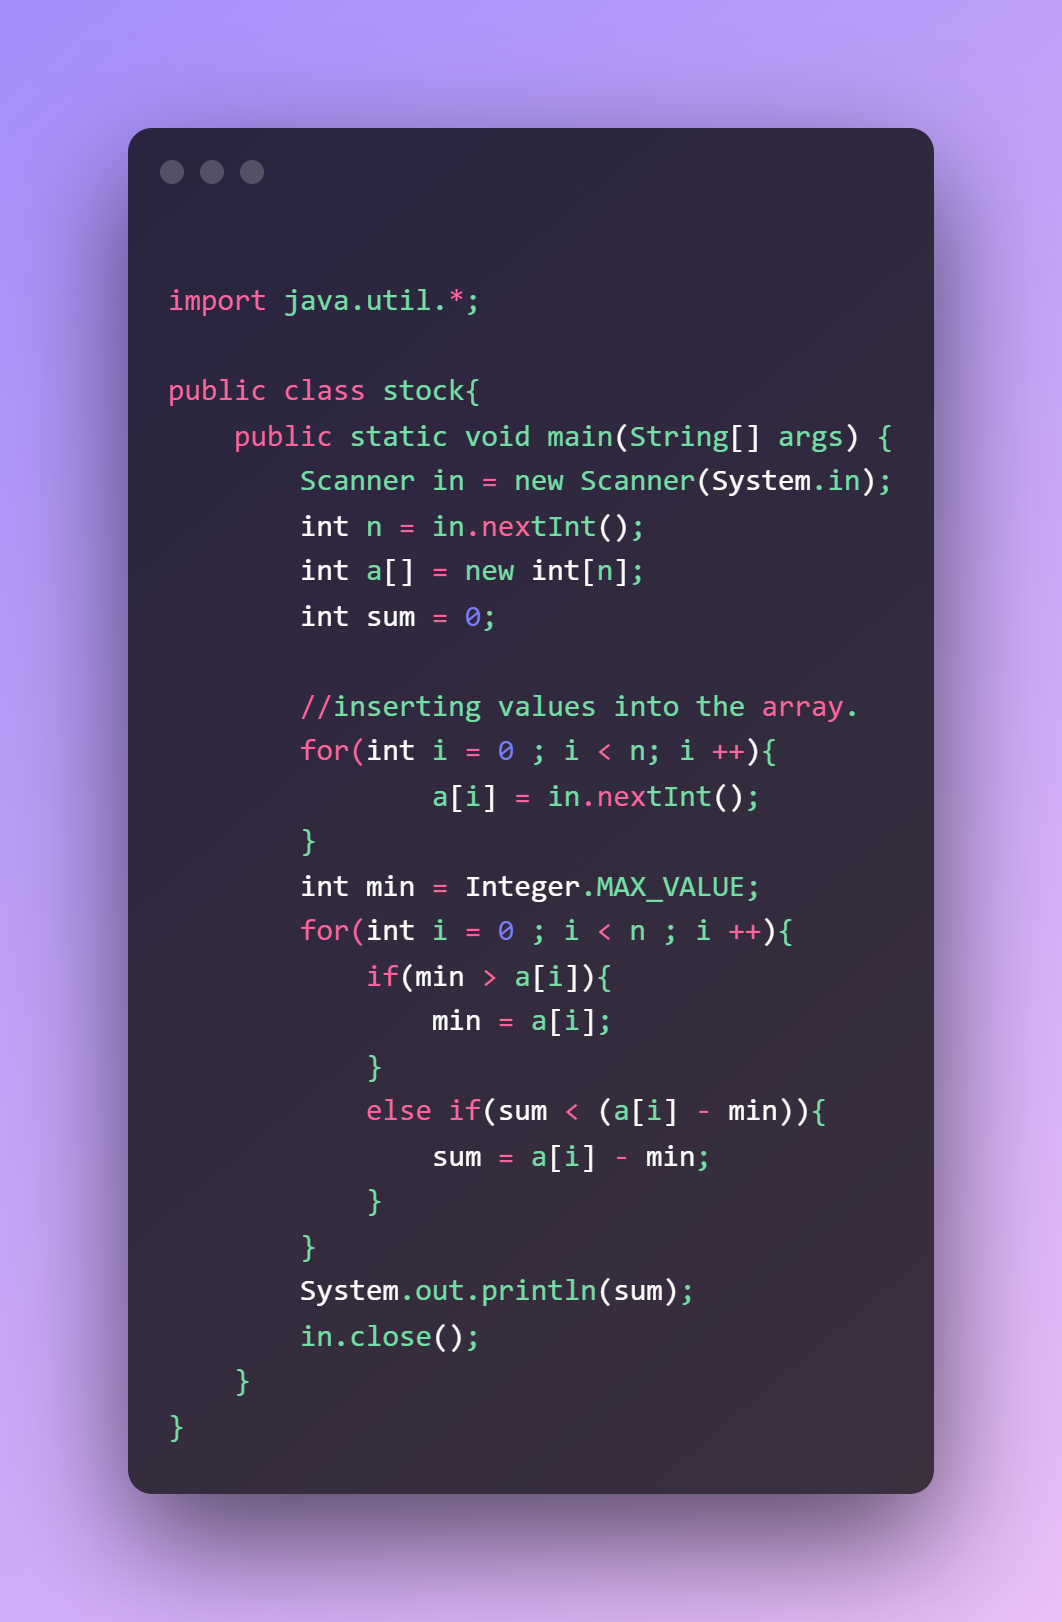 import java.util.*;
public class stock{
    public static void main(String[] args) {
        Scanner in = new Scanner(System.in);
        int n = in.nextInt();
        int a[] = new int[n];
        int sum = 0;
        //inserting values into the array.
        for(int i = 0 ; i < n; i ++){
                a[i] = in.nextInt();
        }
        int min = Integer.MAX_VALUE;
        for(int i = 0 ; i < n ; i ++){
            if(min > a[i]){
                min = a[i];
            }
            else if(sum < (a[i] - min)){
                sum = a[i] - min;
            }
        }
        System.out.println(sum);
        in.close();
    }
}